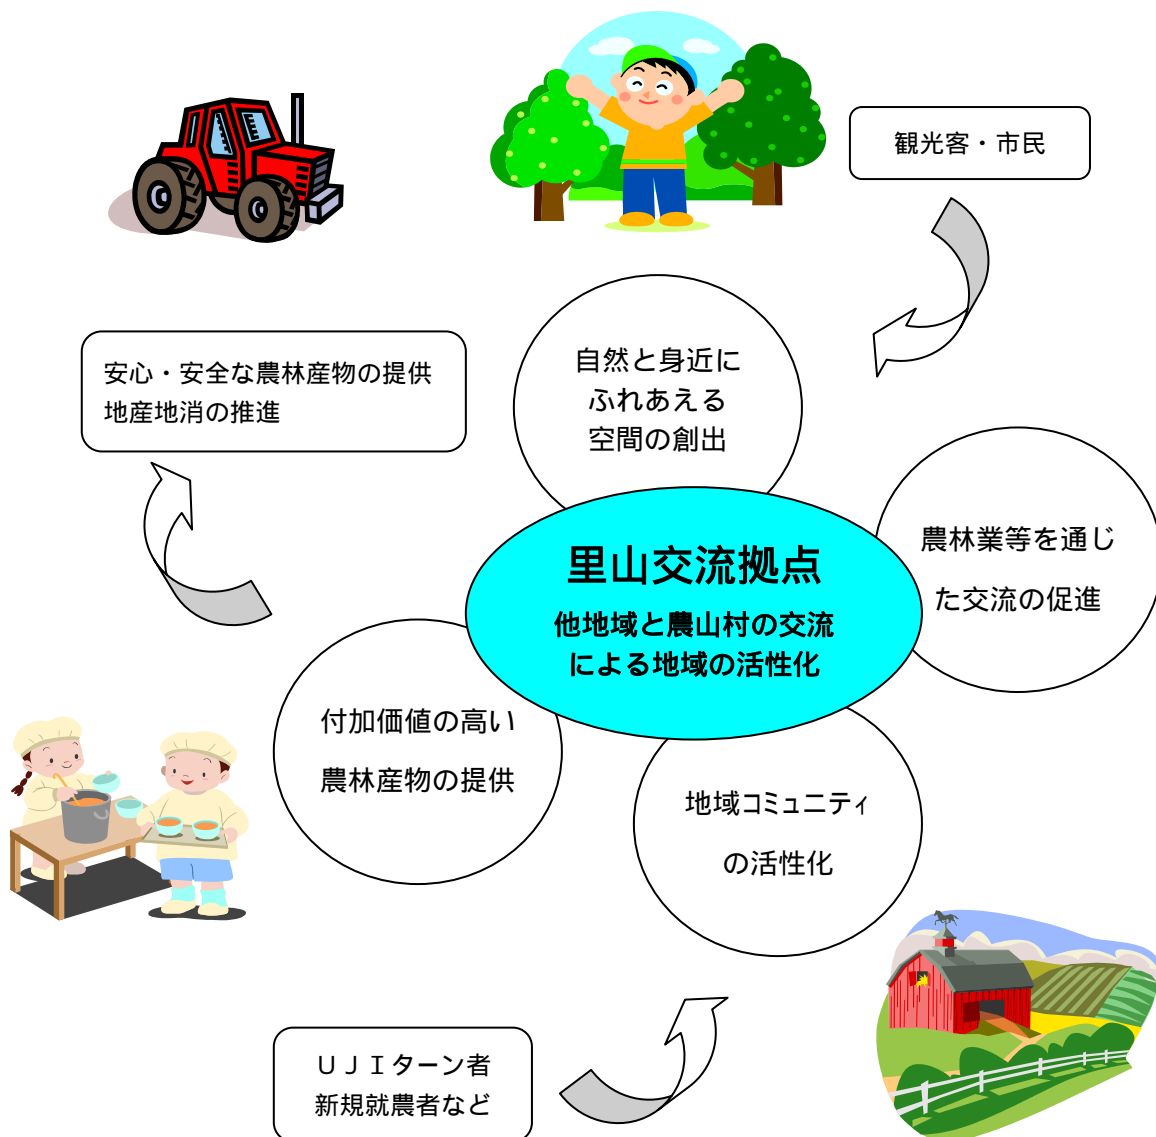 観光客・市民
自然と身近に
ふれあえる
空間の創出
安心・安全な農林産物の提供
地産地消の推進
農林業等を通じ
た交流の促進
里山交流拠点
他地域と農山村の交流
による地域の活性化
付加価値の高い
農林産物の提供
地域コミュニティ
の活性化
ＵＪＩターン者
新規就農者など